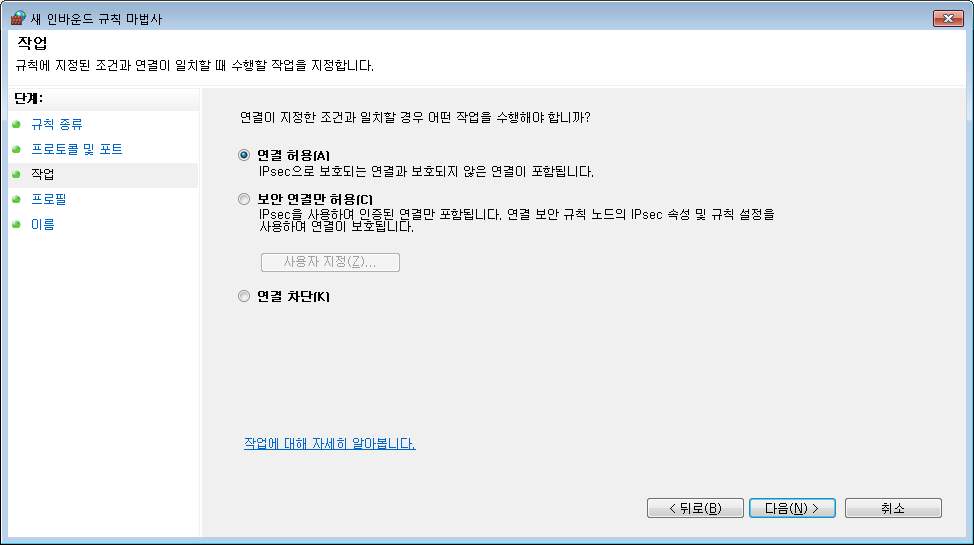 새 인바운드 규칙 마법사
작업
규칙에 지정된 조건과 연결이 일치할 때 수행할 작업을 지정합니다.
단계:
규칙 종류
프로토콜 및 포트
작업
프로필
이름
연결이 지정한 조건과 일치할 경우 어떤 작업을 수행해야 합니까?
연결 허용(A)
IPsec으로 보호되는 연결과 보호되지 않은 연결이 포함됩니다.
보안 연결만 허용(C)
IPsec을 사용하여 인증된 연결만 포함됩니다. 연결 보안 규칙 노드의 IPsec 속성 및 규칙 설정을
사용하여 연결이 보호됩니다.
사용자 지정(Z)...
연결 차단(K)
작업에 대해 자세히 알아봅니다.
< 뒤로(B)
다음(N) >
취소